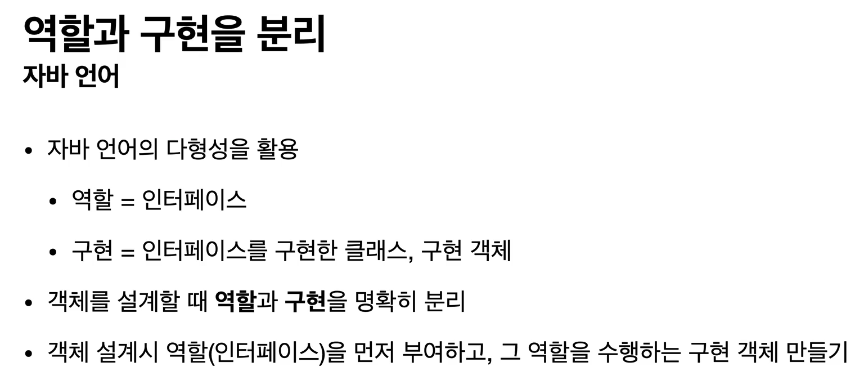 역할과 구현을 분리
자바 언어
• 자바 언어의 다형성을 활용
• 역할 = 인터페이스
• 구현 = 인터페이스를 구현한 클래스, 구현 객체
• 객체를 설계할 때 역할과 구현을 명확히 분리
• 객체 설계시 역할(인터페이스)을 먼저 부여하고, 그 역할을 수행하는 구현 객체 만들기